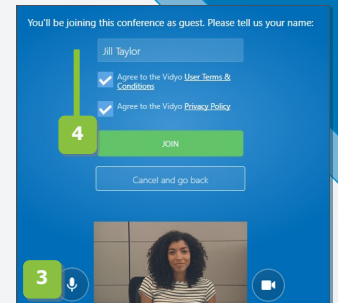 You'll be joining this conference as guest. Please tell us your name:
Jill Taylor
Agree to the Vidyo User Terms &
Conditions
Agree to the Vidyo Privacy Policy
4
JOIN
Cancel and go back
3